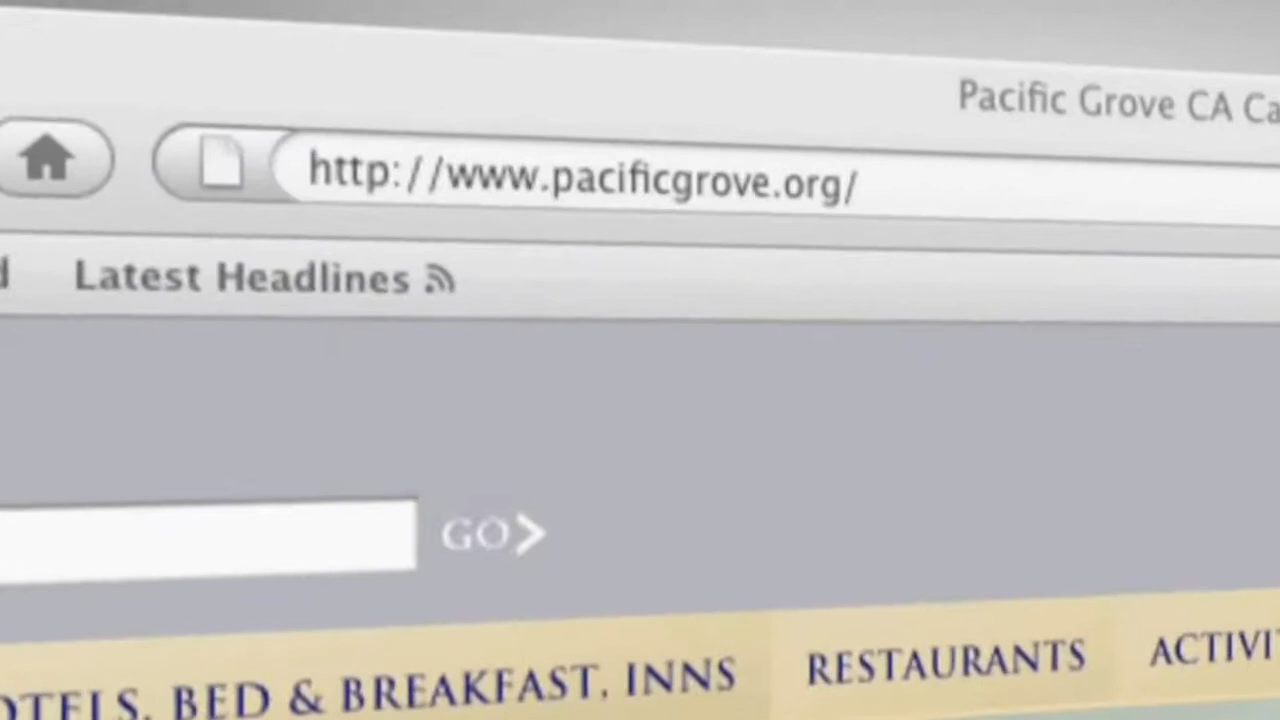 Pacific Grove CA Ca
http://www.pacificgrove.org/
d Latest Headlines
GO>
OTELS, BED & BREAKFAST, INNS RESTAURANTS ACTIVI